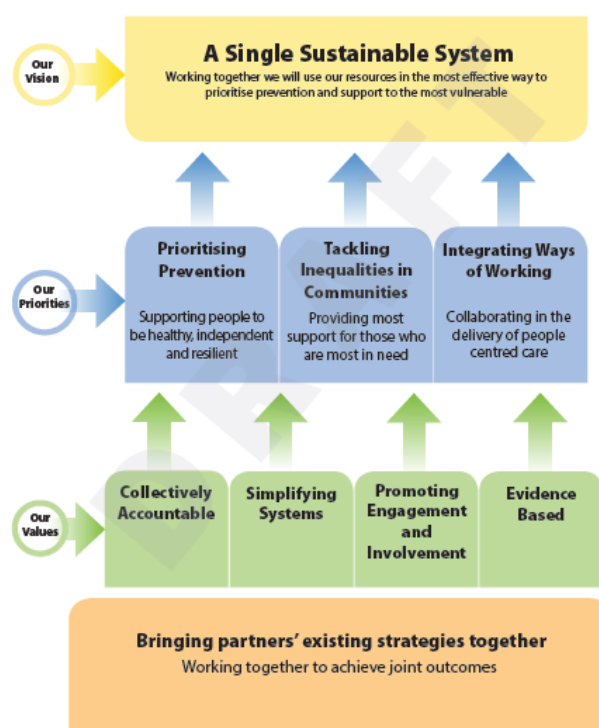 Our
Vision
A Single Sustainable System
Working together we will use our resources in the most effective way to
prioritise prevention and support to the most vulnerable
Our
Priorities
Prioritising
Prevention
Supporting people to
be healthy, independent
and resilient
Tackling
Inequalities in
Communities
Providing most
support for those who
are most in need
Integrating Ways
of Working
Collaborating in the
delivery of people
centred care
Our
Values
Collectively
Accountable
Simplifying
Systems
Promoting
Engagement
and
Involvement
Evidence
Based
Bringing partners' existing strategies together
Working together to achieve joint outcomes
DRAFT